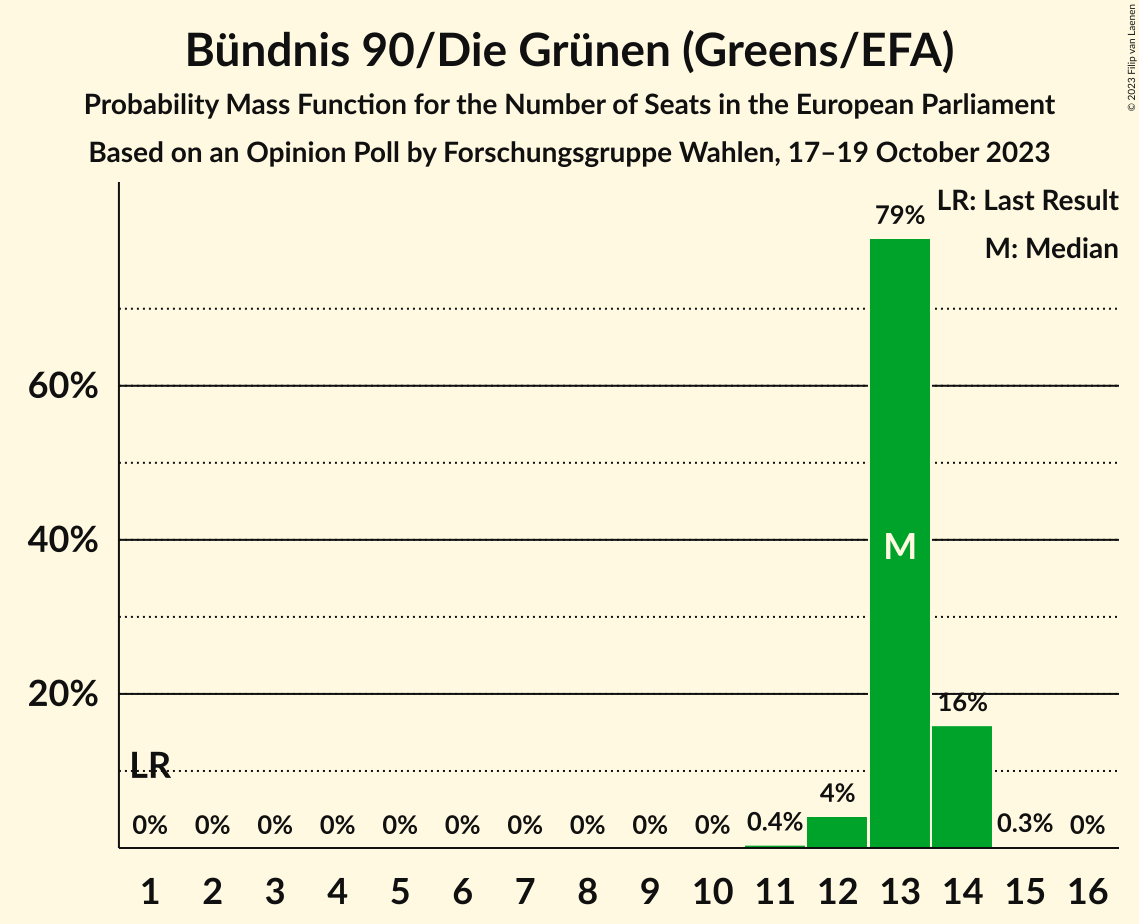 Bündnis 90/Die Grünen (Greens/EFA)
Probability Mass Function for the Number of Seats in the European Parliament
Based on an Opinion Poll by Forschungsgruppe Wahlen, 17–19 October 2023
© 2023 Filip van Laenen
LR: Last Result
M: Median
79%
60%
40%
M
20%
16%
LR
4%
0% 0% 0% 0% 0% 0% 0% 0% 0% 0% 0.4% 0.3% 0%
1 2 3 4 5 6 7 8 9 10 11 12 13 14 15 16